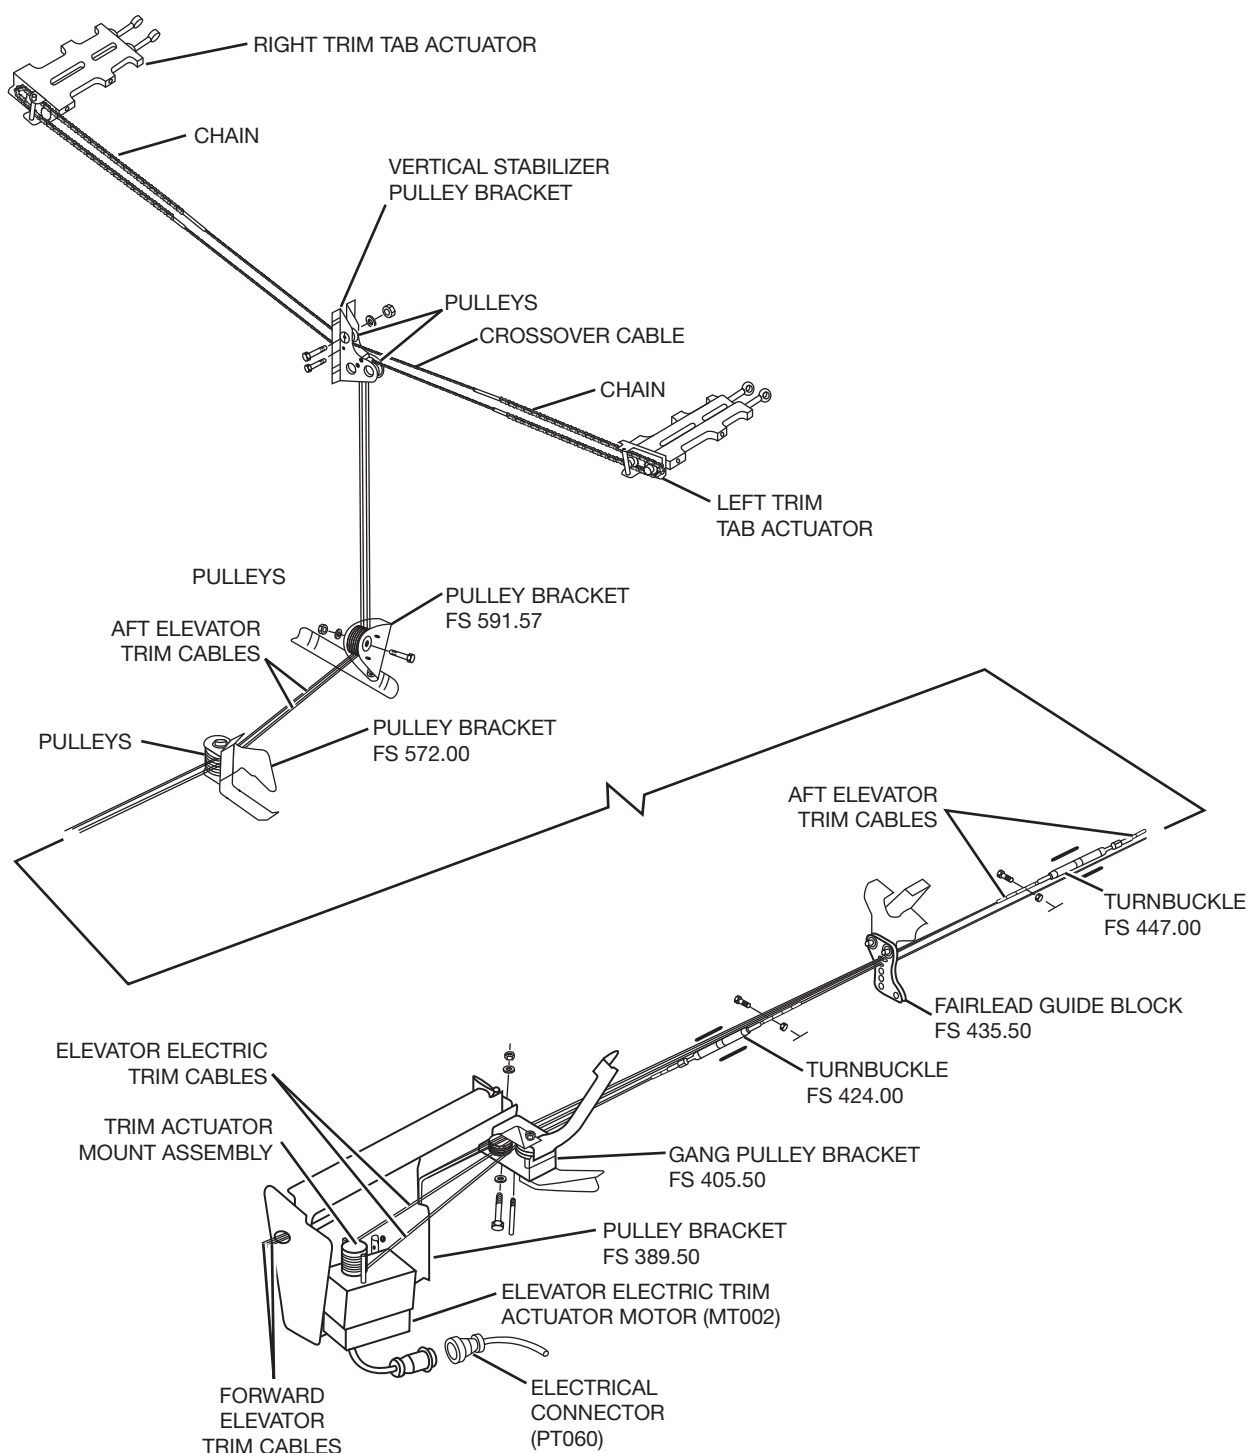 RIGHT TRIM TAB ACTUATOR
CHAIN
VERTICAL STABILIZER
PULLEY BRACKET
PULLEYS
CROSSOVER CABLE
CHAIN
LEFT TRIM
TAB ACTUATOR
PULLEYS
PULLEY BRACKET
FS 591.57
AFT ELEVATOR
TRIM CABLES
PULLEYS
PULLEY BRACKET
FS 572.00
AFT ELEVATOR
TRIM CABLES
TURNBUCKLE
FS 447.00
FAIRLEAD GUIDE BLOCK
FS 435.50
ELEVATOR ELECTRIC
TRIM CABLES
TURNBUCKLE
FS 424.00
TRIM ACTUATOR
MOUNT ASSEMBLY
GANG PULLEY BRACKET
FS 405.50
PULLEY BRACKET
FS 389.50
ELEVATOR ELECTRIC TRIM
ACTUATOR MOTOR (MT002)
ELECTRICAL
CONNECTOR
(PT060)
FORWARD
ELEVATOR
TRIM CABLES